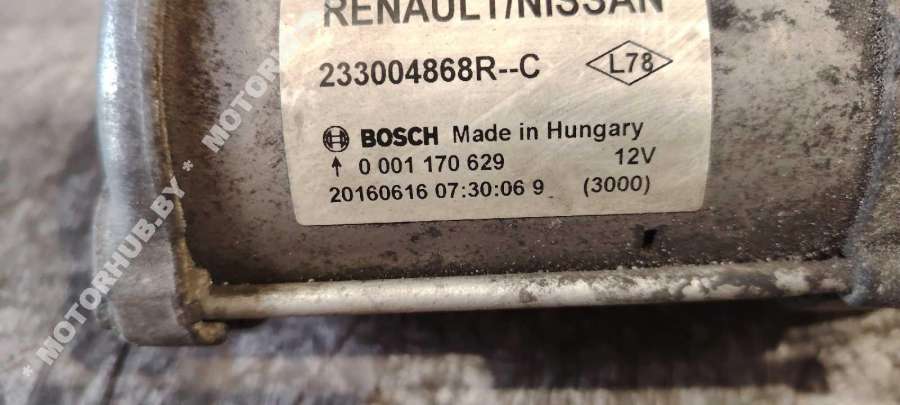 RENAULT/NISSAN
233004868R--C L78
BOSCH Made in Hungary
↑ 0 001 170 629 12V
20160616 07:30:06 9 (3000)
* MOTORHUB.BY * MOTORHUB